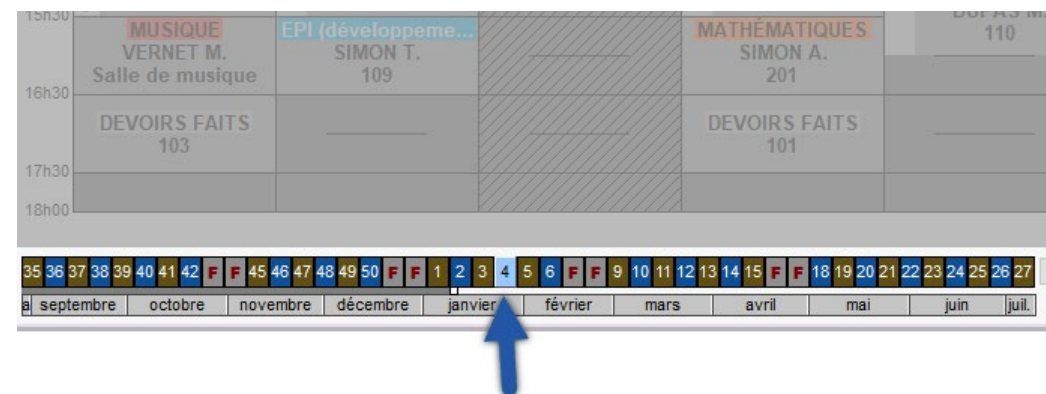 15h30
MUSIQUE
VERNET M.
Salle de musique
EPI (développeme...
SIMON T.
109
MATHÉMATIQUES
SIMON A.
201
DUPAS M.
110
16h30
DEVOIRS FAITS
103
DEVOIRS FAITS
101
17h30
18h00
35 36 37 38 39 40 41 42 F F 45 46 47 48 49 50 F F 1 2 3 4 5 6 F F 9 10 11 12 13 14 15 F F 18 19 20 21 22 23 24 25 26 27
a septembre octobre novembre décembre janvier février mars avril mai juin juil.